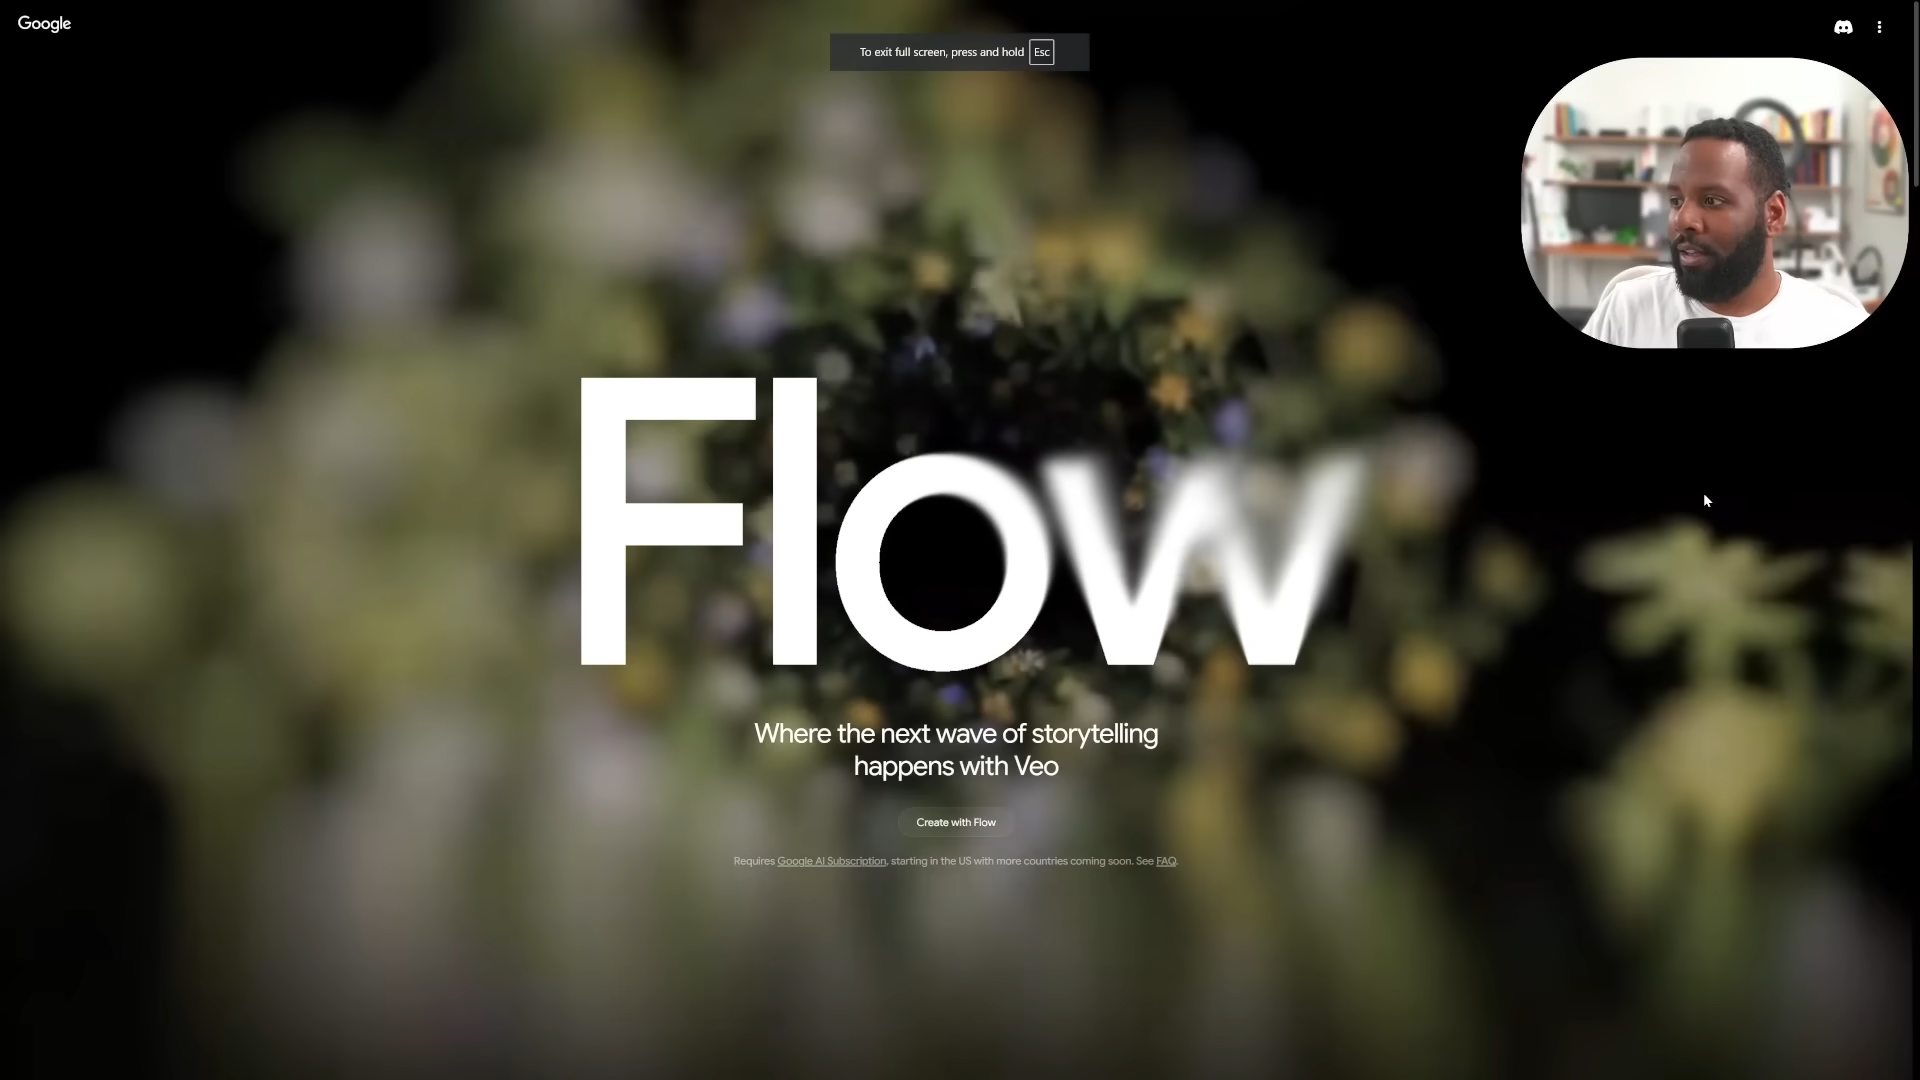 Google
To exit full screen, press and hold Esc
Flow
Where the next wave of storytelling
happens with Veo
Create with Flow
Requires Google AI Subscription, starting in the US with more countries coming soon. See FAQ.